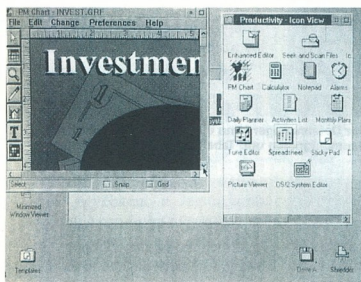 PM Chart - INVEST.GRF
File Edit Change Preferences Help
Investmen
Select
Snap
Grid
Productivity - Icon View
Enhanced Editor Seek and Scan Files
PM Chart Calculator Notepad Alarms
Daily Planner Activities List Monthly Plan
Tune Editor Spreadsheet Sticky Pad
Picture Viewer OS/2 System Editor
Minimized
Window Viewer
Templates
Shredder